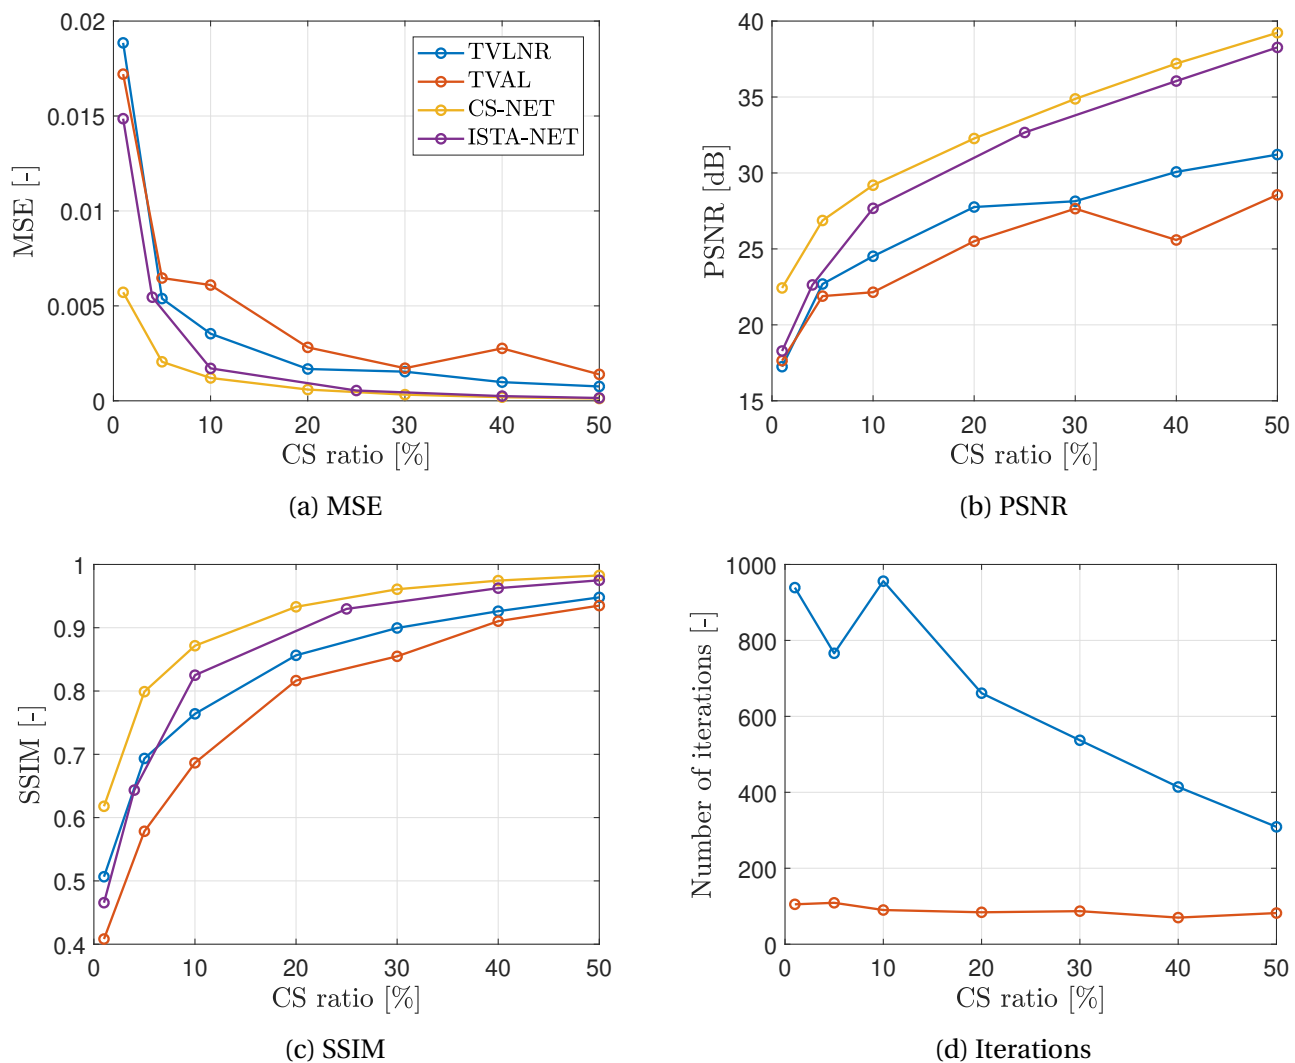 0.02
0.015
0.01
0.005
0
MSE [-]
TVLNR
TVAL
CS-NET
ISTA-NET
0 10 20 30 40 50
CS ratio [%]
(a) MSE
40
35
30
25
20
15
PSNR [dB]
0 10 20 30 40 50
CS ratio [%]
(b) PSNR
1
0.9
0.8
0.7
0.6
0.5
0.4
SSIM [-]
0 10 20 30 40 50
CS ratio [%]
(c) SSIM
1000
800
600
400
200
0
Number of iterations [-]
0 10 20 30 40 50
CS ratio [%]
(d) Iterations